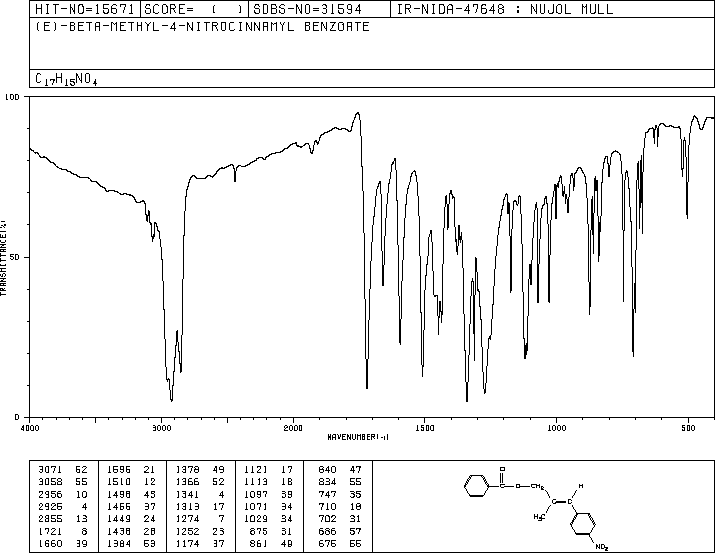 HIT-NO=15671 SCORE= ( ) SDBS-NO=31594 IR-NIDA-47648 : NUJOL MULL
(E)-BETA-METHYL-4-NITROCINNAMYL BENZOATE
C17H15NO4
100
50
0
TRANSMITTANCE(%)
4000 3000 2000 1500 1000 500
WAVENUMBER(-1)
3071 62 1596 21 1378 49 1121 17 840 47
3058 55 1510 12 1366 52 1113 18 834 55
2956 10 1498 45 1341 4 1097 39 747 35
2925 4 1466 37 1313 17 1071 34 710 18
2855 13 1449 24 1274 7 1029 34 702 31
1721 8 1438 28 1252 23 875 31 686 57
1660 39 1384 53 1174 37 861 49 675 55
O
C O CH2
C C H
H3C
NO2